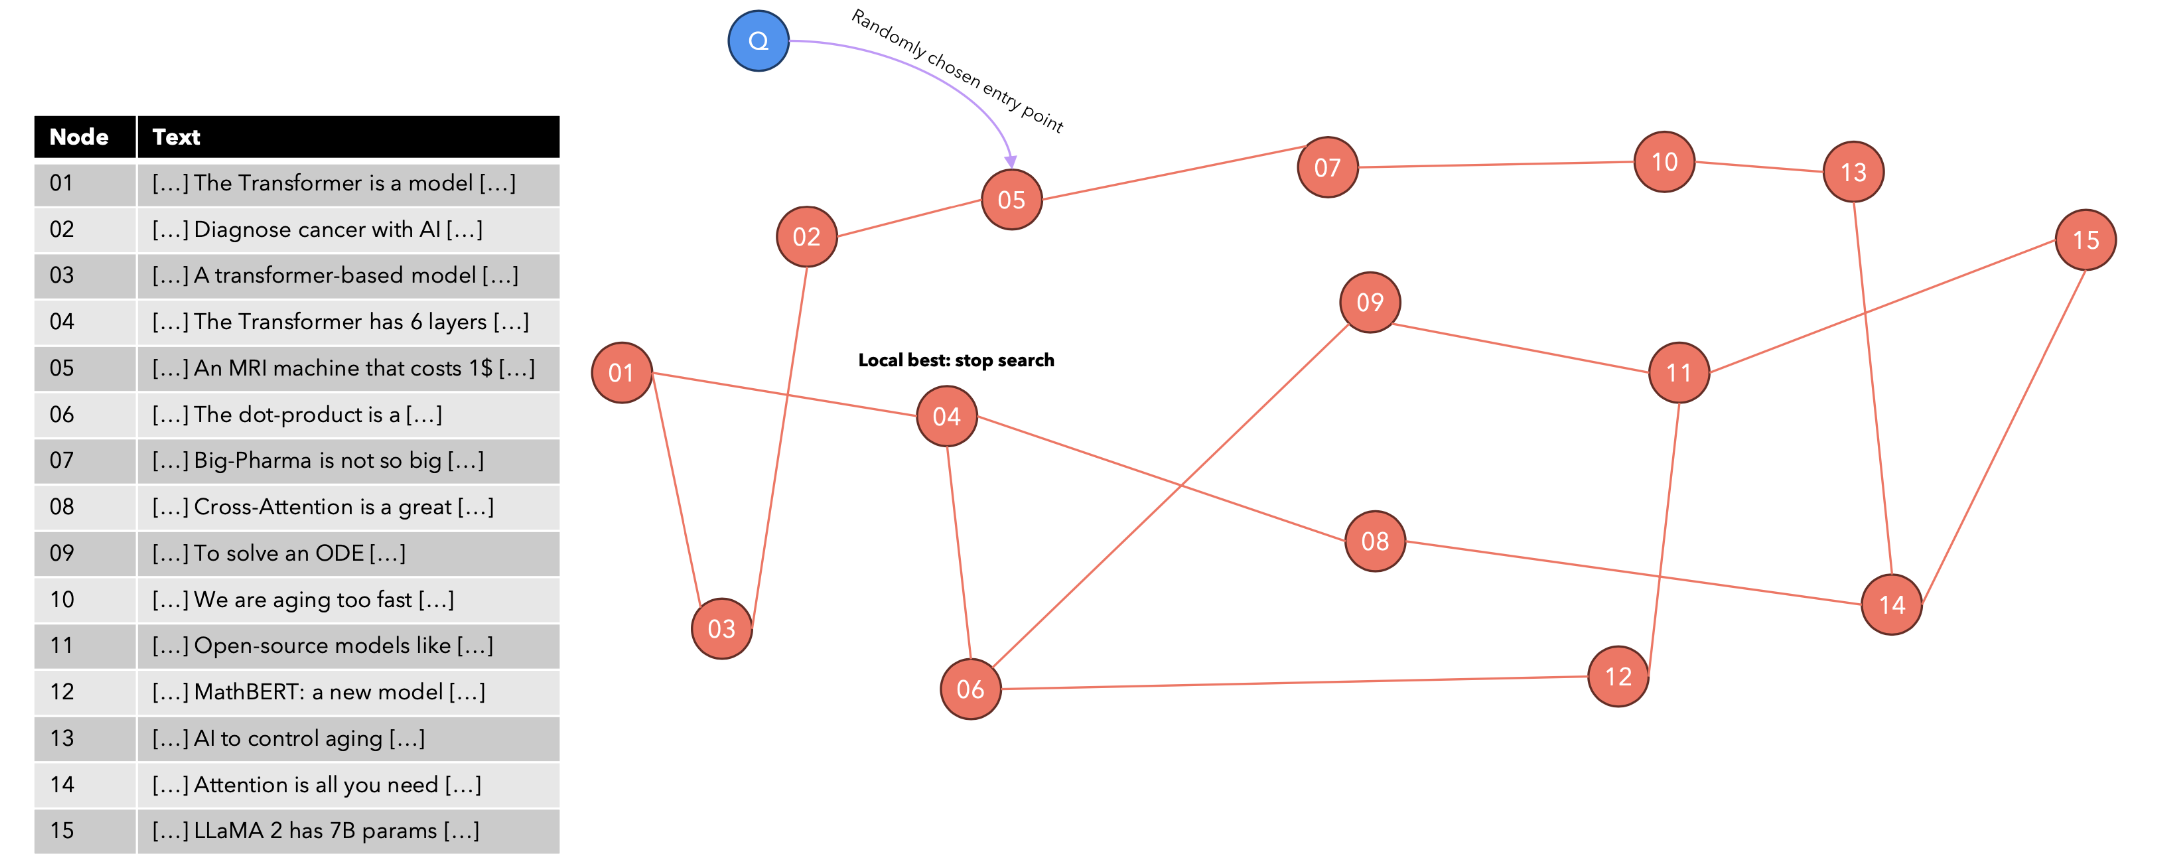 Q
Randomly chosen entry point
Node Text
01 [...] The Transformer is a model [...]
02 [...] Diagnose cancer with AI [...]
03 [...] A transformer-based model [...]
04 [...] The Transformer has 6 layers [...]
05 [...] An MRI machine that costs 1$ [...]
06 [...] The dot-product is a [...]
07 [...] Big-Pharma is not so big [...]
08 [...] Cross-Attention is a great [...]
09 [...] To solve an ODE [...]
10 [...] We are aging too fast [...]
11 [...] Open-source models like [...]
12 [...] MathBERT: a new model [...]
13 [...] AI to control aging [...]
14 [...] Attention is all you need [...]
15 [...] LLaMA 2 has 7B params [...]
07
10
13
05
02
15
09
Local best: stop search
01
11
04
08
14
03
12
06